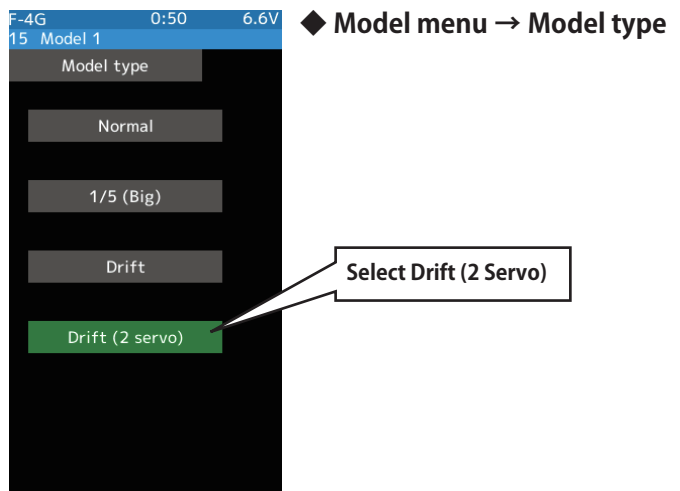 F-4G 0:50 6.6V
15 Model 1
◆ Model menu → Model type
Model type
Normal
1/5 (Big)
Drift
Select Drift (2 Servo)
Drift (2 servo)